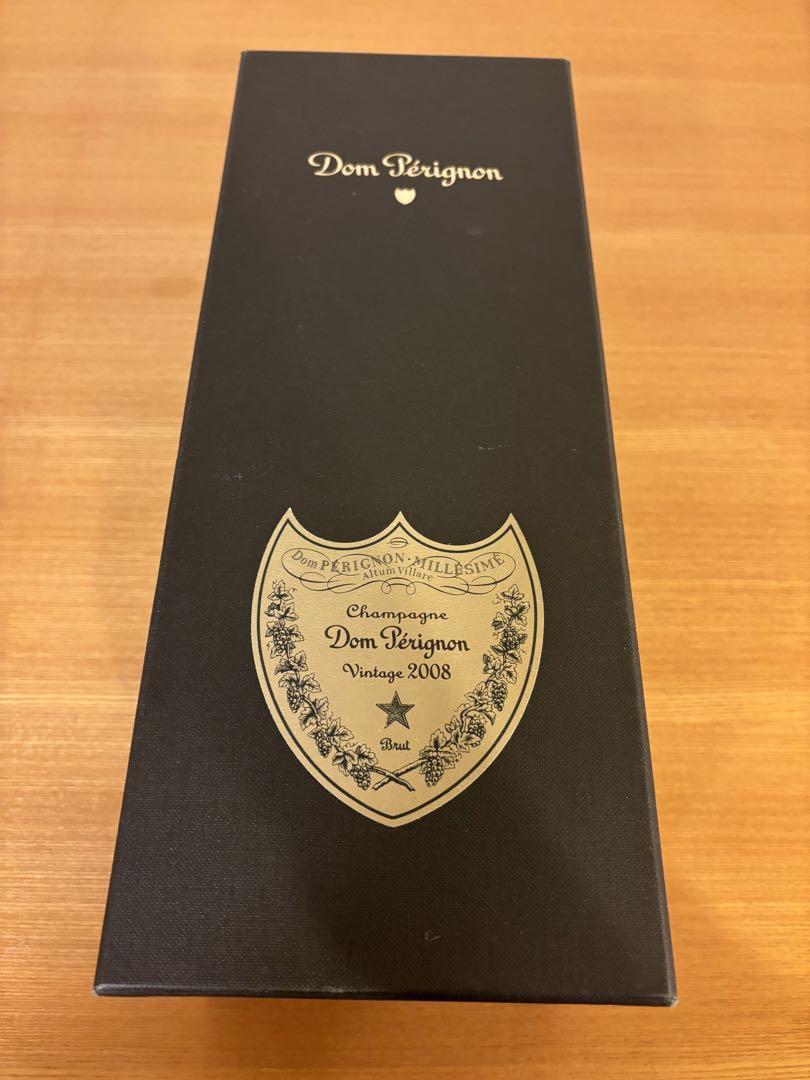 Dom Pérignon
Dom PÉRIGNON · MILLÉSIMÉ
Altum Villare
Champagne
Dom Pérignon
Vintage 2008
Brut